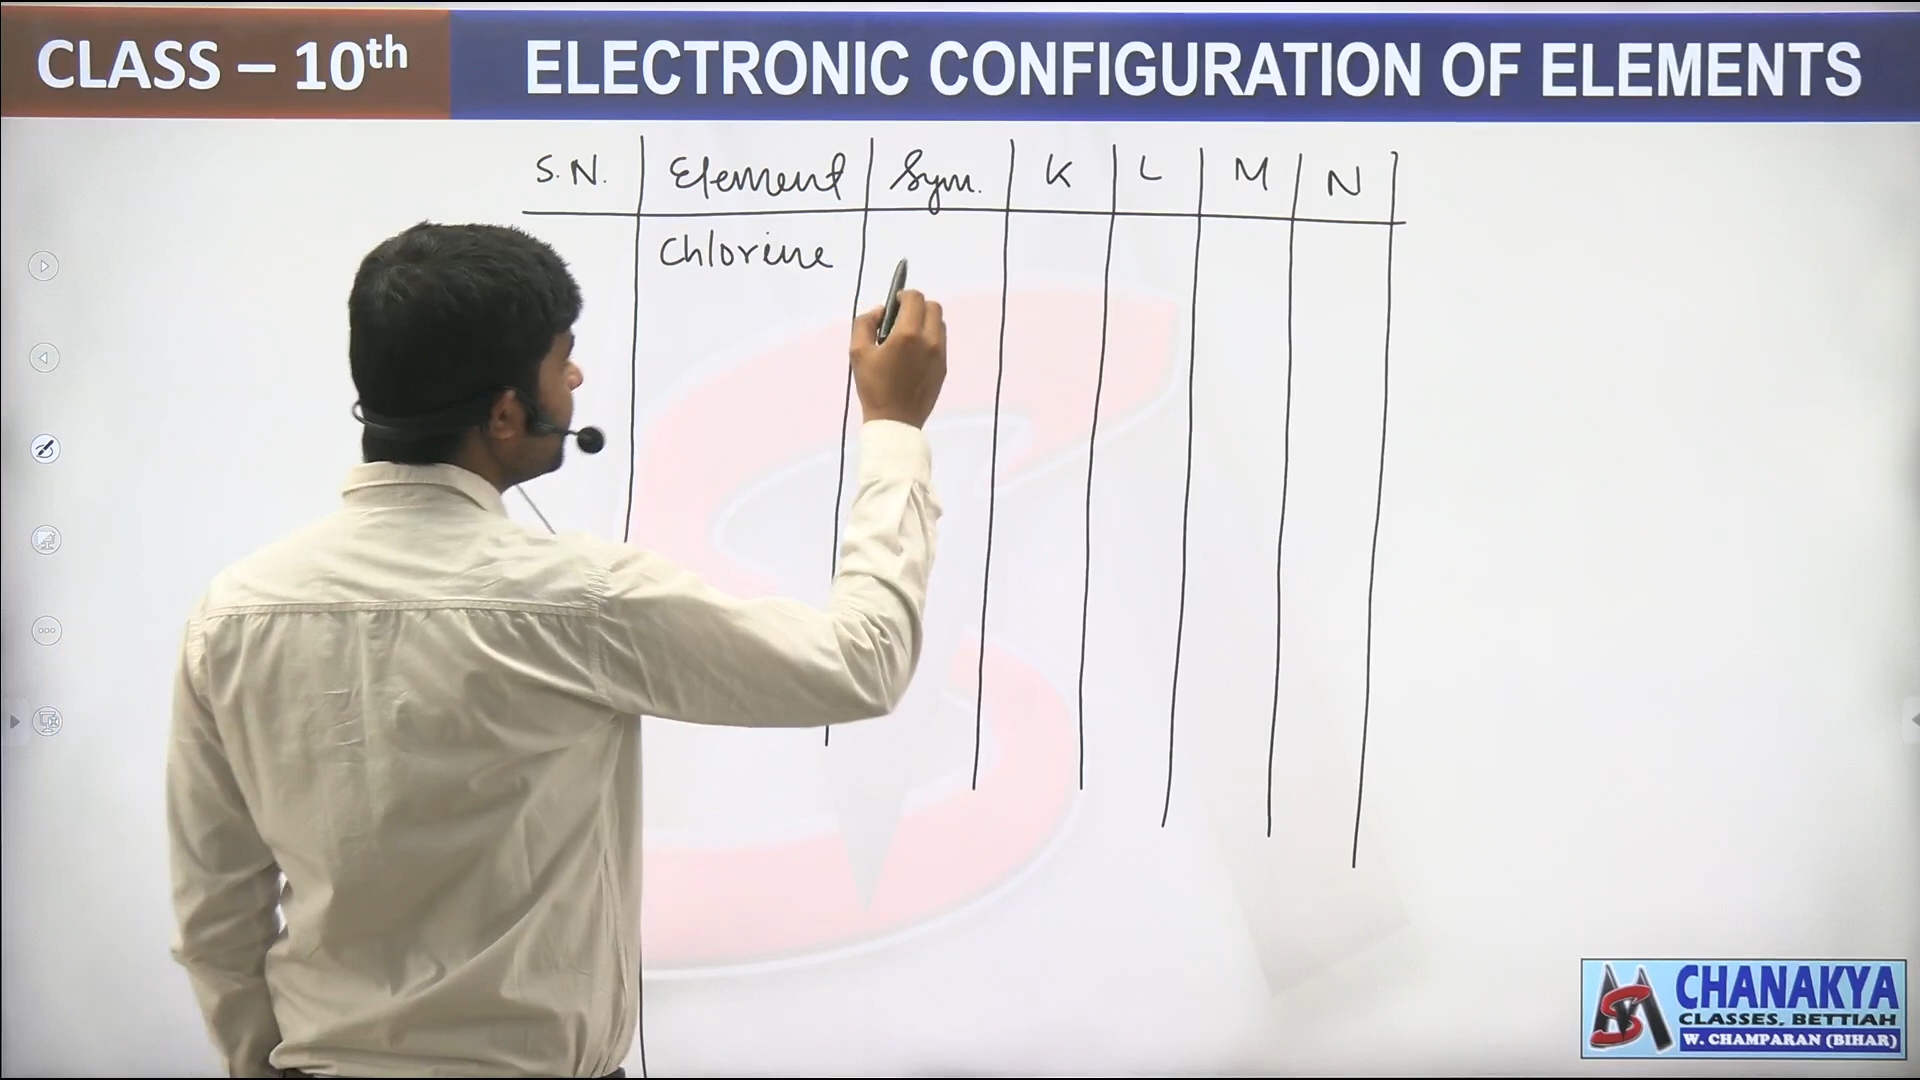 CLASS – 10th
ELECTRONIC CONFIGURATION OF ELEMENTS
S.N. Element Sym. K L M N
Chlorine
CHANAKYA
CLASSES, BETTIAH
W. CHAMPARAN (BIHAR)